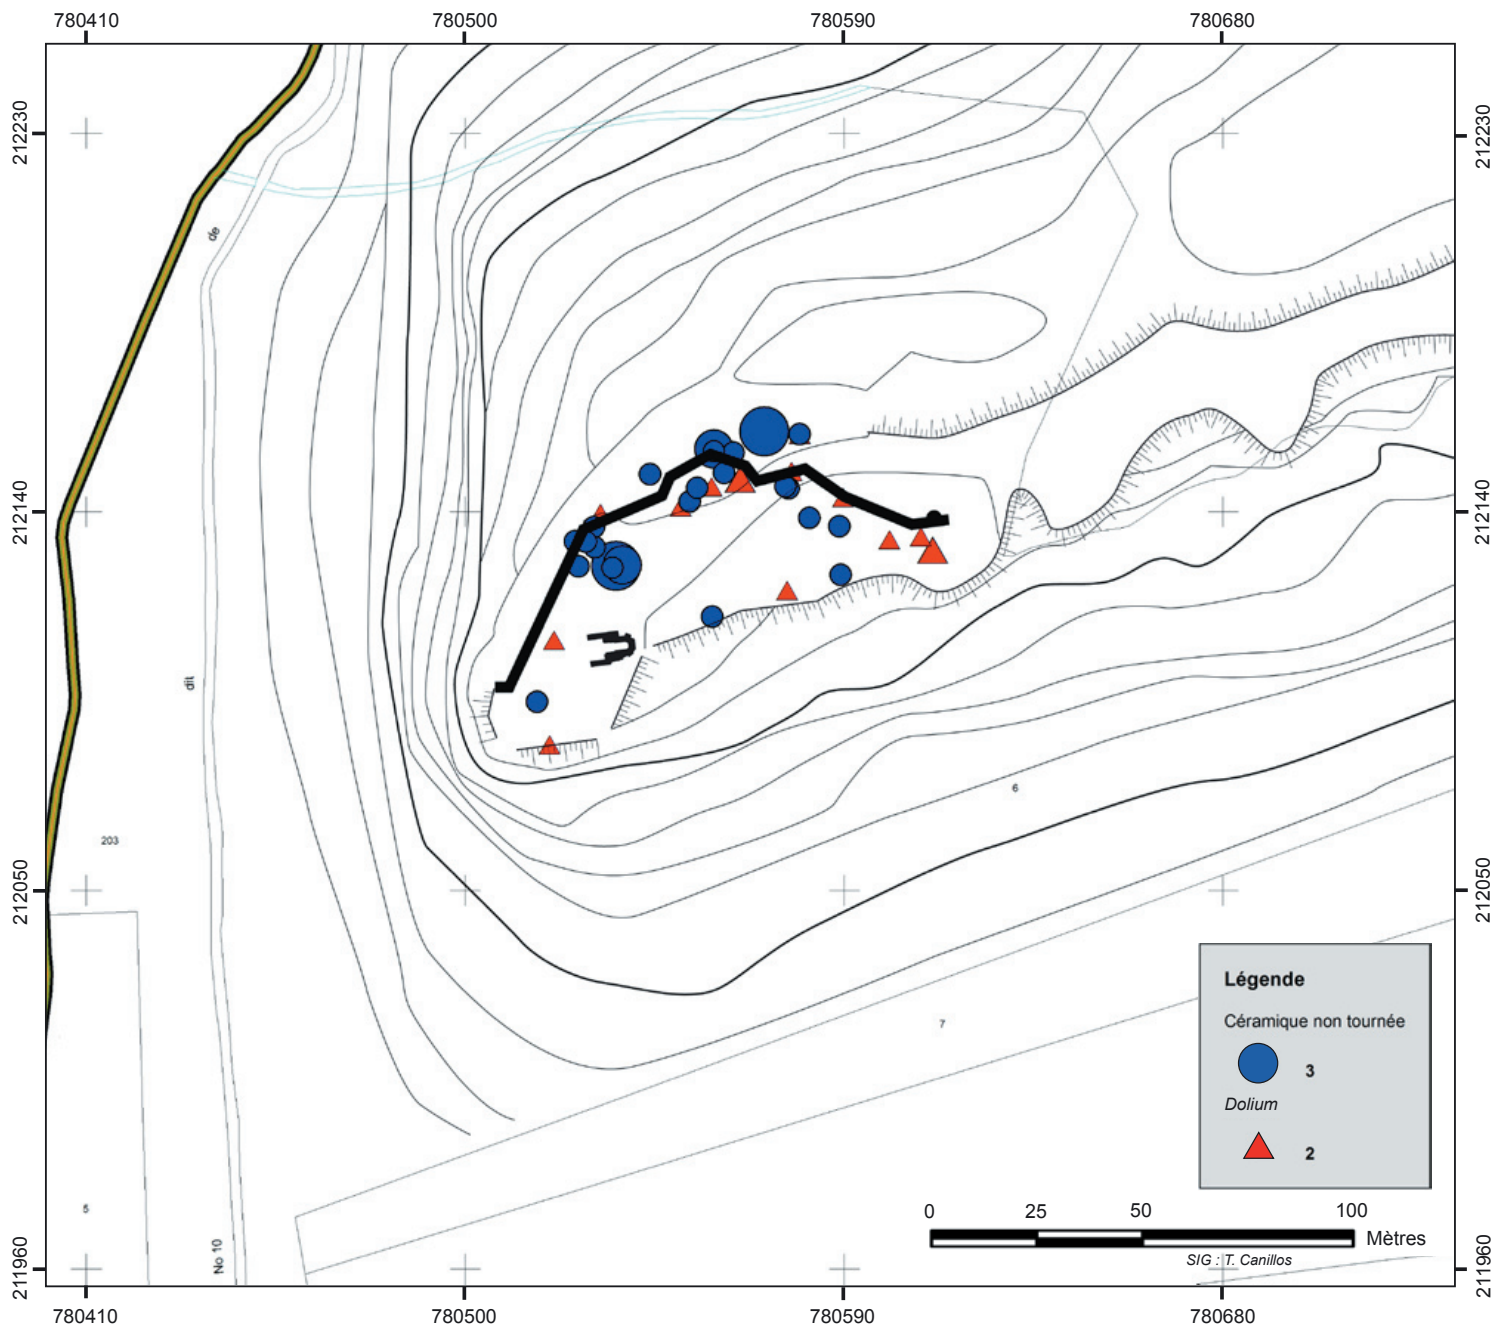 780410 780500 780590 780680
212230 212230
de
212140 212140
dit
6
203
212050 212050
7
Légende
Céramique non tournée
3
Dolium
2
5
0 25 50 100
Mètres
SIG : T. Canillos
No 10
211960 211960
780410 780500 780590 780680